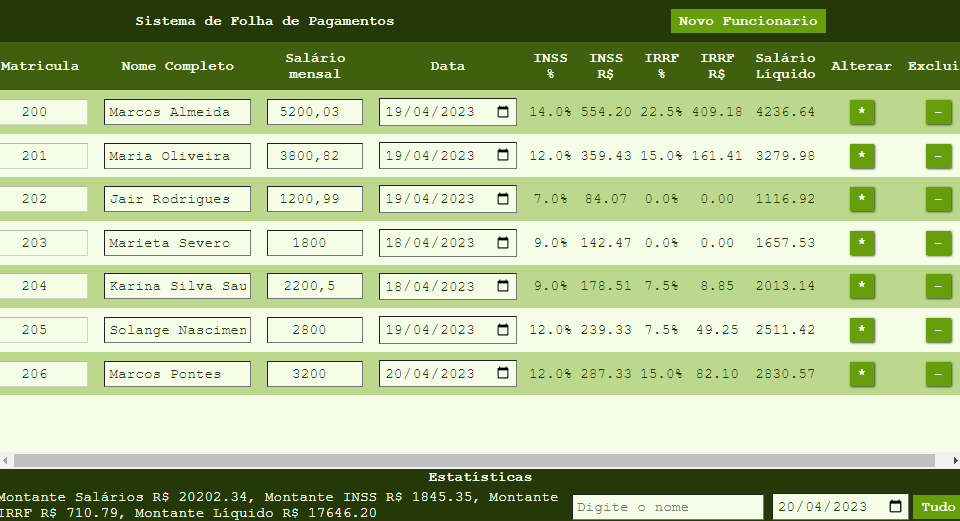 Sistema de Folha de Pagamentos Novo Funcionario
Matricula Nome Completo Salário mensal Data INSS % INSS R$ IRRF % IRRF R$ Salário Líquido Alterar Exclui
200 Marcos Almeida 5200,03 19/04/2023 14.0% 554.20 22.5% 409.18 4236.64 * -
201 Maria Oliveira 3800,82 19/04/2023 12.0% 359.43 15.0% 161.41 3279.98 * -
202 Jair Rodrigues 1200,99 19/04/2023 7.0% 84.07 0.0% 0.00 1116.92 * -
203 Marieta Severo 1800 18/04/2023 9.0% 142.47 0.0% 0.00 1657.53 * -
204 Karina Silva Sau 2200,5 18/04/2023 9.0% 178.51 7.5% 8.85 2013.14 * -
205 Solange Nascimen 2800 19/04/2023 12.0% 239.33 7.5% 49.25 2511.42 * -
206 Marcos Pontes 3200 20/04/2023 12.0% 287.33 15.0% 82.10 2830.57 * -
Estatísticas
Montante Salários R$ 20202.34, Montante INSS R$ 1845.35, Montante
IRRF R$ 710.79, Montante Líquido R$ 17646.20
Digite o nome 20/04/2023 Tudo